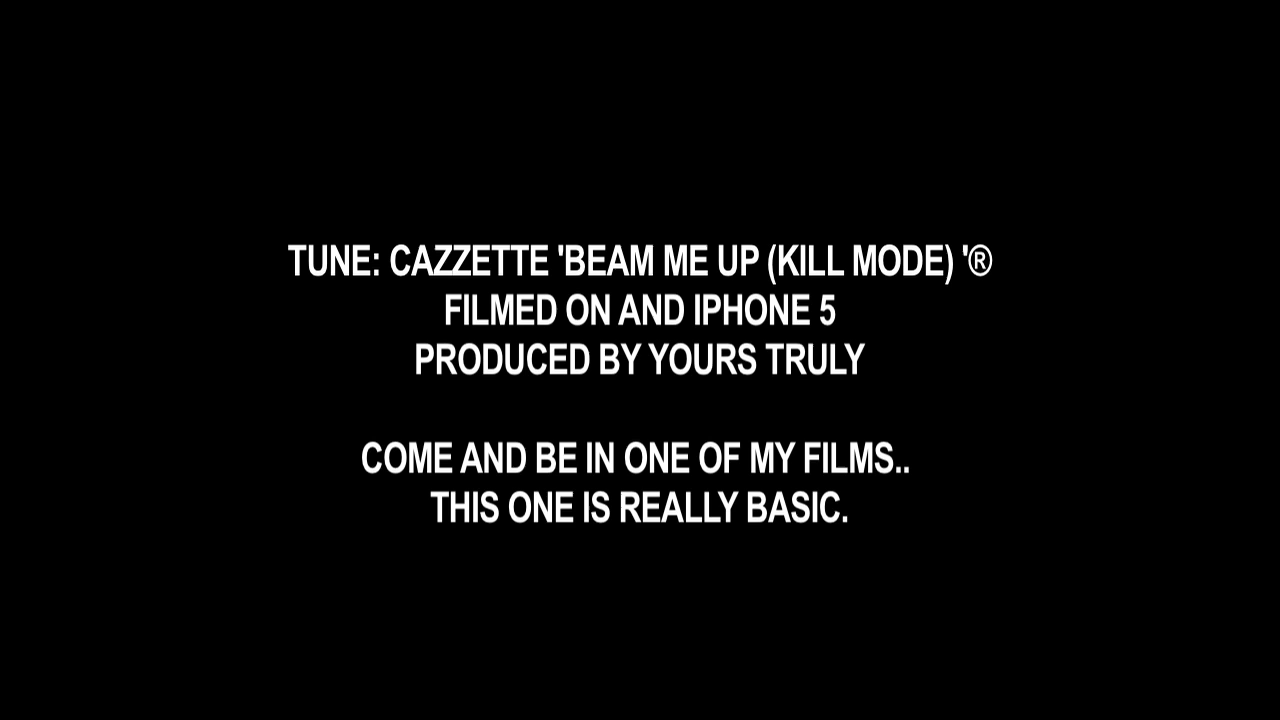 TUNE: CAZZETTE 'BEAM ME UP (KILL MODE) '®
FILMED ON AND IPHONE 5
PRODUCED BY YOURS TRULY
COME AND BE IN ONE OF MY FILMS..
THIS ONE IS REALLY BASIC.